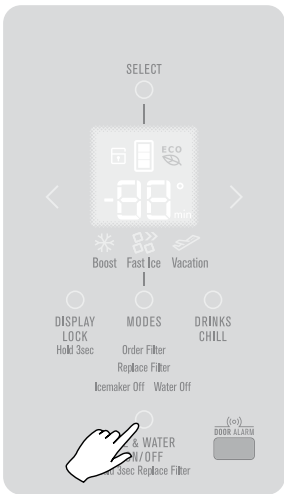 SELECT
ECO
-88°
min
Boost Fast Ice Vacation
DISPLAY LOCK
Hold 3sec
MODES
DRINKS CHILL
Order Filter
Replace Filter
Icemaker Off Water Off
& WATER
/OFF
3sec Replace Filter
((o))
DOOR ALARM